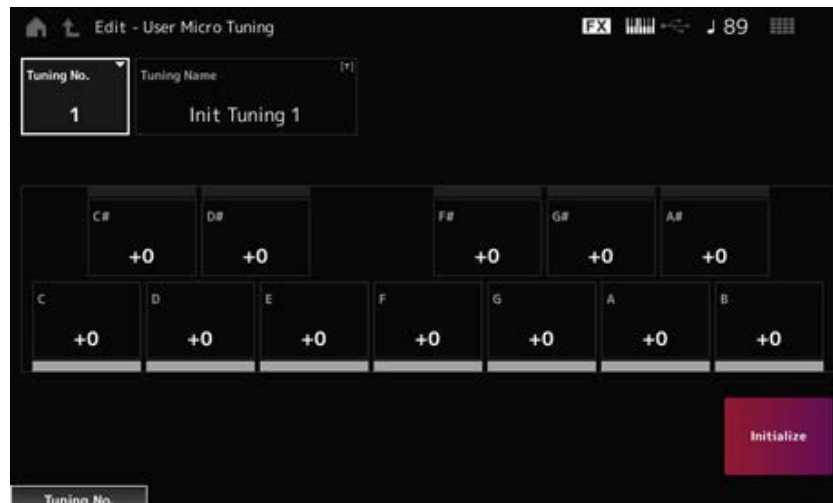 Edit - User Micro Tuning FX 89
Tuning No. Tuning Name [T]
1 Init Tuning 1
C# D# F# G# A#
+0 +0 +0 +0 +0
C D E F G A B
+0 +0 +0 +0 +0 +0 +0
Initialize
Tuning No.